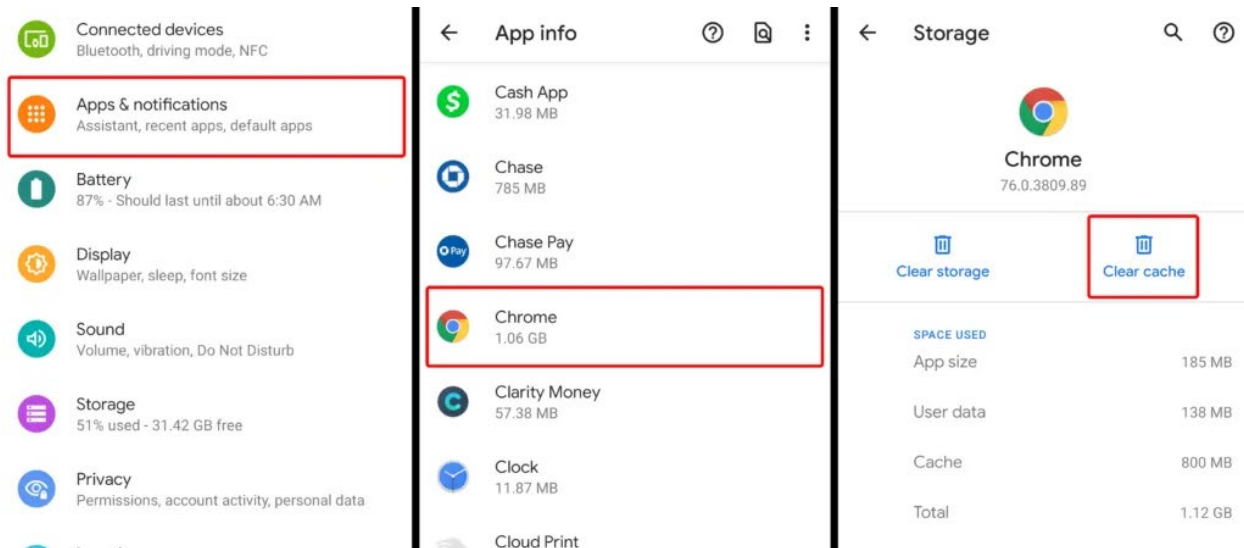 Connected devices
Bluetooth, driving mode, NFC
Apps & notifications
Assistant, recent apps, default apps
Battery
87% - Should last until about 6:30 AM
Display
Wallpaper, sleep, font size
Sound
Volume, vibration, Do Not Disturb
Storage
51% used - 31.42 GB free
Privacy
Permissions, account activity, personal data
App info
Cash App
31.98 MB
Chase
785 MB
Pay
Chase Pay
97.67 MB
Chrome
1.06 GB
Clarity Money
57.38 MB
Clock
11.87 MB
Cloud Print
Storage
Chrome
76.0.3809.89
Clear storage
Clear cache
SPACE USED
App size
185 MB
User data
138 MB
Cache
800 MB
Total
1.12 GB